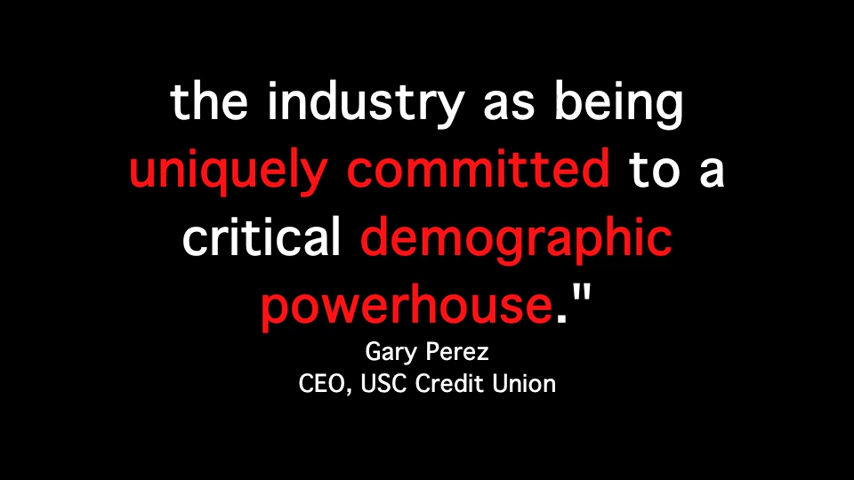 the industry as being
uniquely committed to a
critical demographic
powerhouse."
Gary Perez
CEO, USC Credit Union